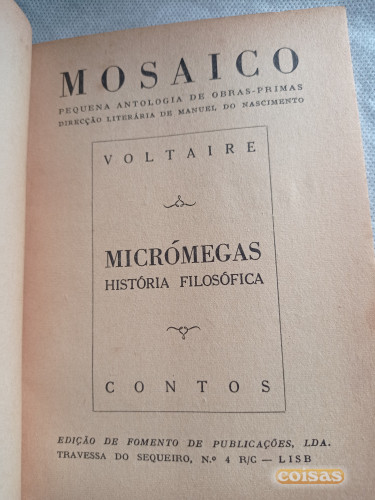 MOSAICO
PEQUENA ANTOLOGIA DE OBRAS-PRIMAS
DIRECÇÃO LITERÁRIA DE MANUEL DO NASCIMENTO
VOLTAIRE
MICRÓMEGAS
HISTÓRIA FILOSÓFICA
CONTOS
EDIÇÃO DE FOMENTO DE PUBLICAÇÕES, LDA.
TRAVESSA DO SEQUEIRO, N.º 4 R/C — LISB
coisas